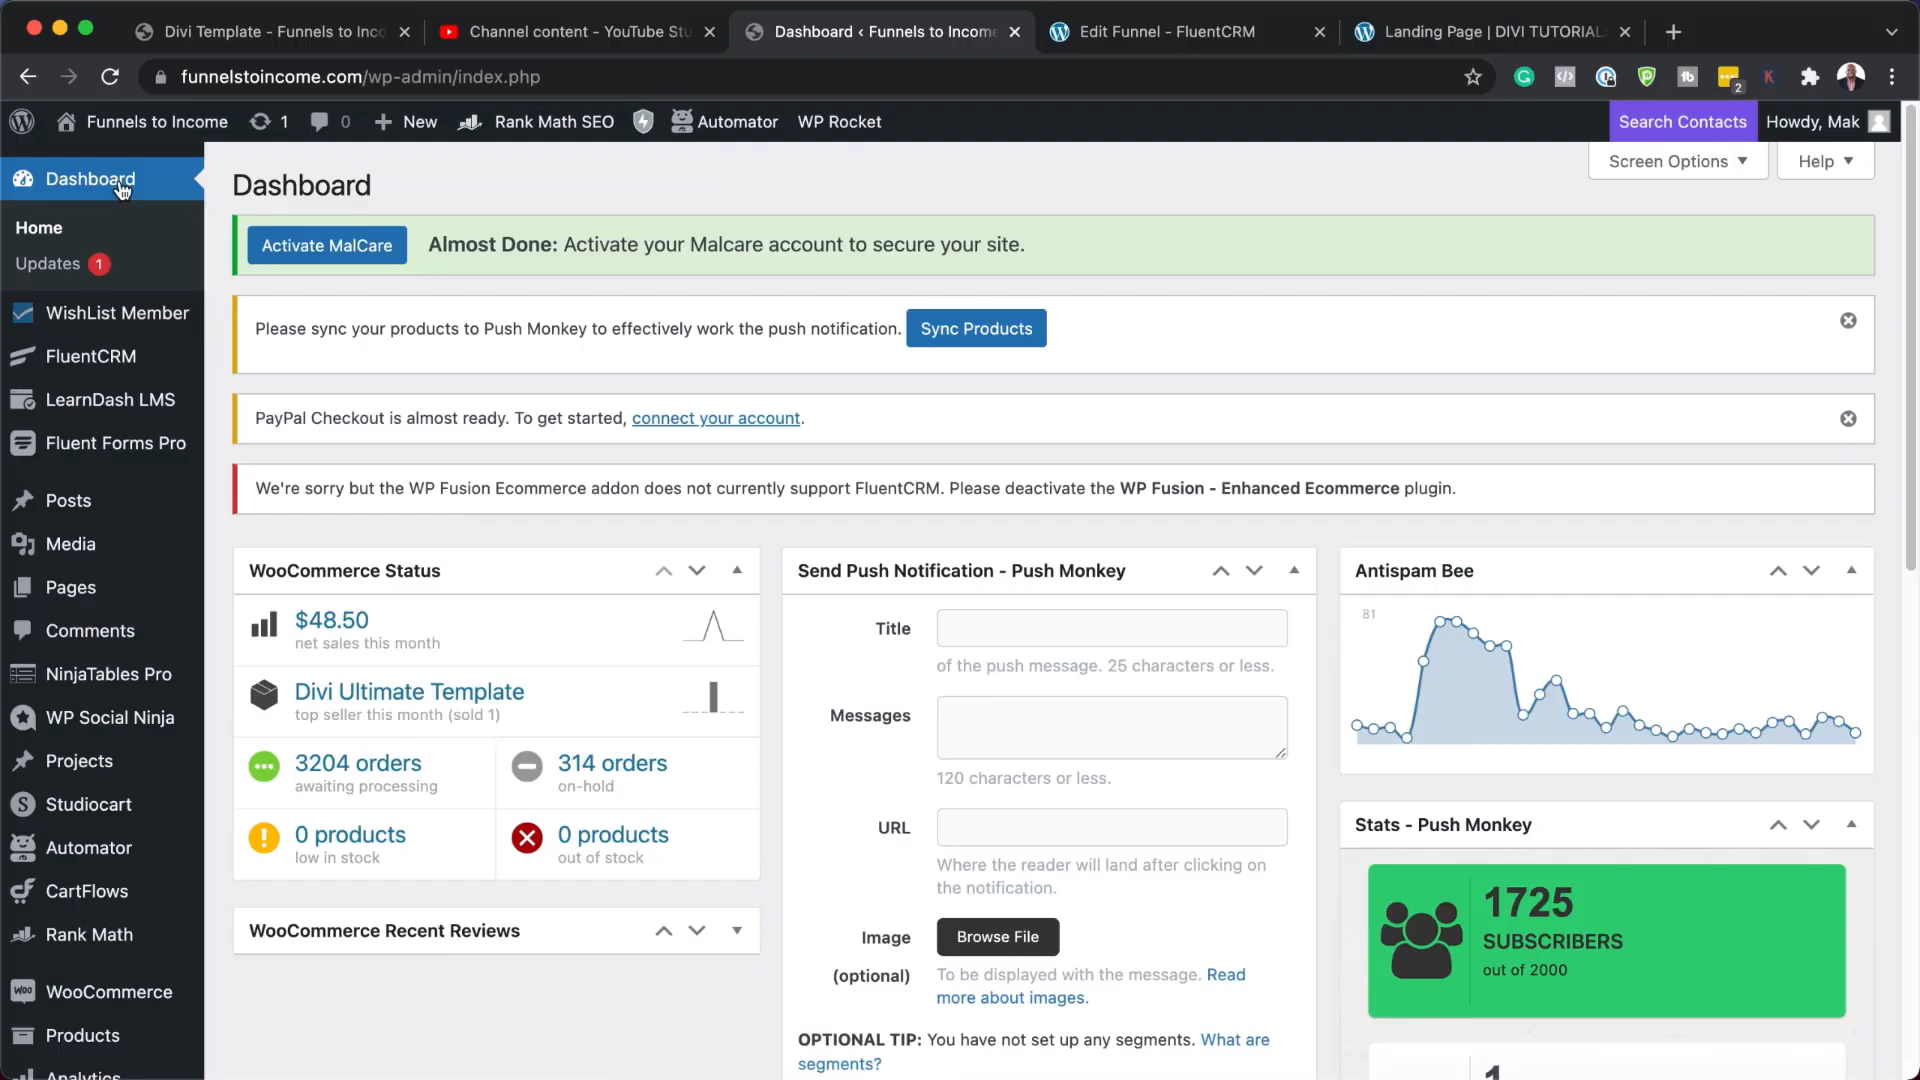 Divi Template - Funnels to Inco
Channel content - YouTube Stu
Dashboard ‹ Funnels to Income
Edit Funnel - FluentCRM
Landing Page | DIVI TUTORIAL
funnelstoincome.com/wp-admin/index.php
2
Funnels to Income
1
0
New
Rank Math SEO
Automator
WP Rocket
Search Contacts
Howdy, Mak
Dashboard
Home
Updates 1
WishList Member
FluentCRM
LearnDash LMS
Fluent Forms Pro
Posts
Media
Pages
Comments
NinjaTables Pro
WP Social Ninja
Projects
Studiocart
Automator
CartFlows
Rank Math
WooCommerce
Products
Analytics
Screen Options
Help
Dashboard
Activate MalCare
Almost Done: Activate your Malcare account to secure your site.
Please sync your products to Push Monkey to effectively work the push notification. Sync Products
PayPal Checkout is almost ready. To get started, connect your account.
We're sorry but the WP Fusion Ecommerce addon does not currently support FluentCRM. Please deactivate the WP Fusion - Enhanced Ecommerce plugin.
WooCommerce Status
$48.50
net sales this month
Divi Ultimate Template
top seller this month (sold 1)
3204 orders
awaiting processing
314 orders
on-hold
0 products
low in stock
0 products
out of stock
WooCommerce Recent Reviews
Send Push Notification - Push Monkey
Title
of the push message. 25 characters or less.
Messages
120 characters or less.
URL
Where the reader will land after clicking on
the notification.
Image
(optional)
Browse File
To be displayed with the message. Read
more about images.
OPTIONAL TIP: You have not set up any segments. What are
segments?
Antispam Bee
81
Stats - Push Monkey
1725
SUBSCRIBERS
out of 2000
1